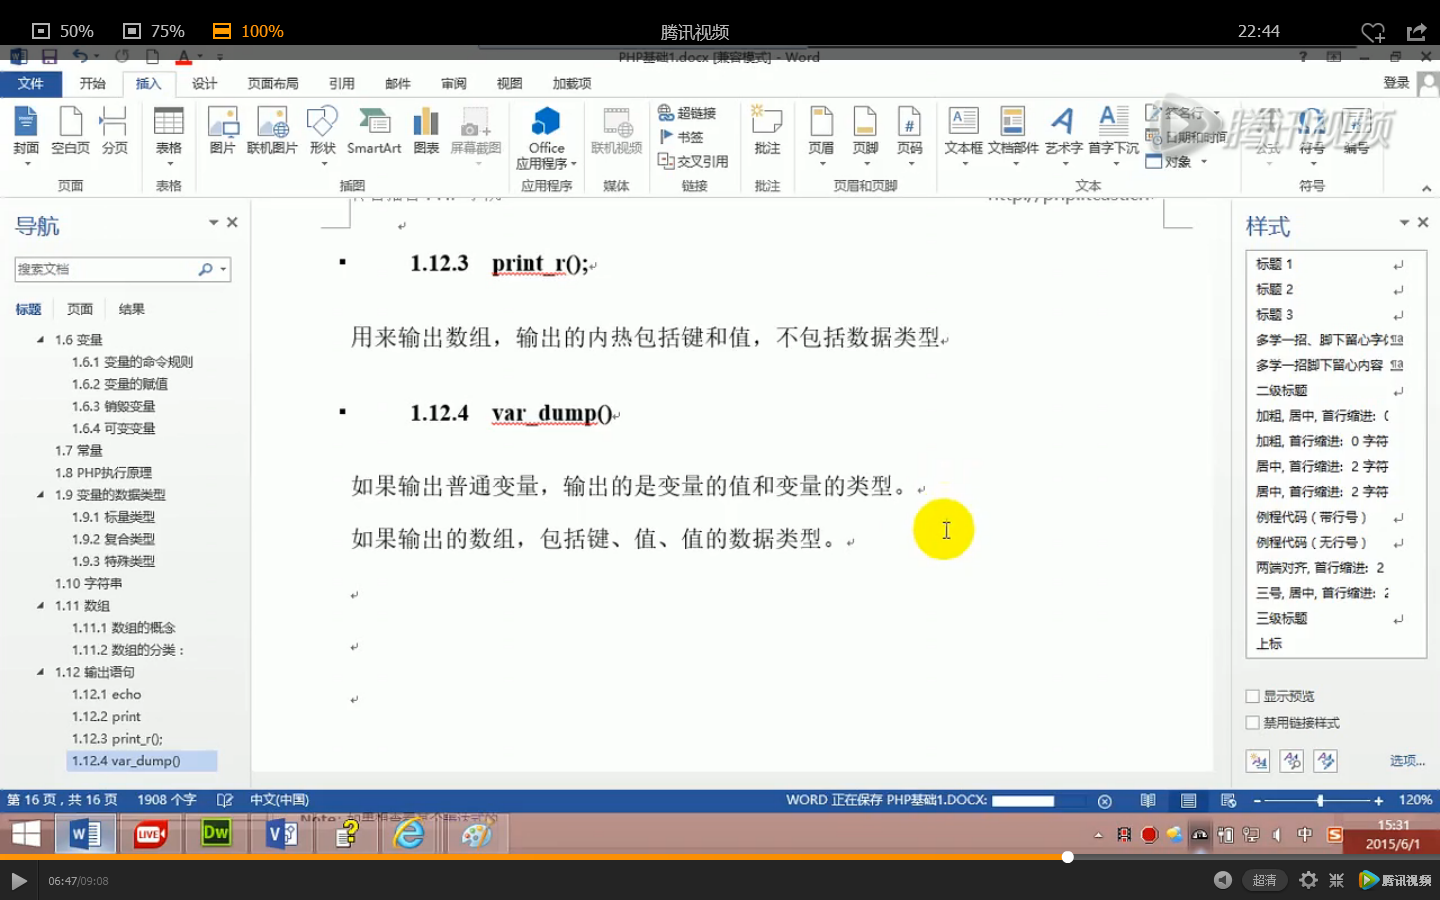 50% 75% 100% 腾讯视频 22:44
PHP基础1.docx [兼容模式] - Word
文件 开始 插入 设计 页面布局 引用 邮件 审阅 视图 加载项 登录
封面 空白页 分页 表格 图片 联机图片 形状 SmartArt 图表 屏幕截图 Office 应用程序 联机视频 超链接 书签 交叉引用 批注 页眉 页脚 页码 文本框 文档部件 艺术字 首字下沉 签名行 日期和时间 对象 公式 符号 编号
腾讯视频
页面 表格 插图 应用程序 媒体 链接 批注 页眉和页脚 文本 符号
导航
搜索文档
标题 页面 结果
1.6 变量
1.6.1 变量的命令规则
1.6.2 变量的赋值
1.6.3 销毁变量
1.6.4 可变变量
1.7 常量
1.8 PHP执行原理
1.9 变量的数据类型
1.9.1 标量类型
1.9.2 复合类型
1.9.3 特殊类型
1.10 字符串
1.11 数组
1.11.1 数组的概念
1.11.2 数组的分类：
1.12 输出语句
1.12.1 echo
1.12.2 print
1.12.3 print_r();
1.12.4 var_dump()
1.12.3 print_r();
用来输出数组，输出的内热包括键和值，不包括数据类型
1.12.4 var_dump()
如果输出普通变量，输出的是变量的值和变量的类型。
如果输出的数组，包括键、值、值的数据类型。
样式
标题 1
标题 2
标题 3
多学一招、脚下留心字
多学一招脚下留心内容
二级标题
加粗, 居中, 首行缩进: 0
加粗, 首行缩进: 0 字符
居中, 首行缩进: 2 字符
居中, 首行缩进: 2 字符
例程代码（带行号）
例程代码（无行号）
两端对齐, 首行缩进: 2
三号, 居中, 首行缩进: 2
三级标题
上标
显示预览
禁用链接样式
选项...
第 16 页，共 16 页 1908 个字 中文(中国) WORD 正在保存 PHP基础1.DOCX: 120%
LIVE Dw 中 15:31
2015/6/1
06:47/09:08 超清 腾讯视频